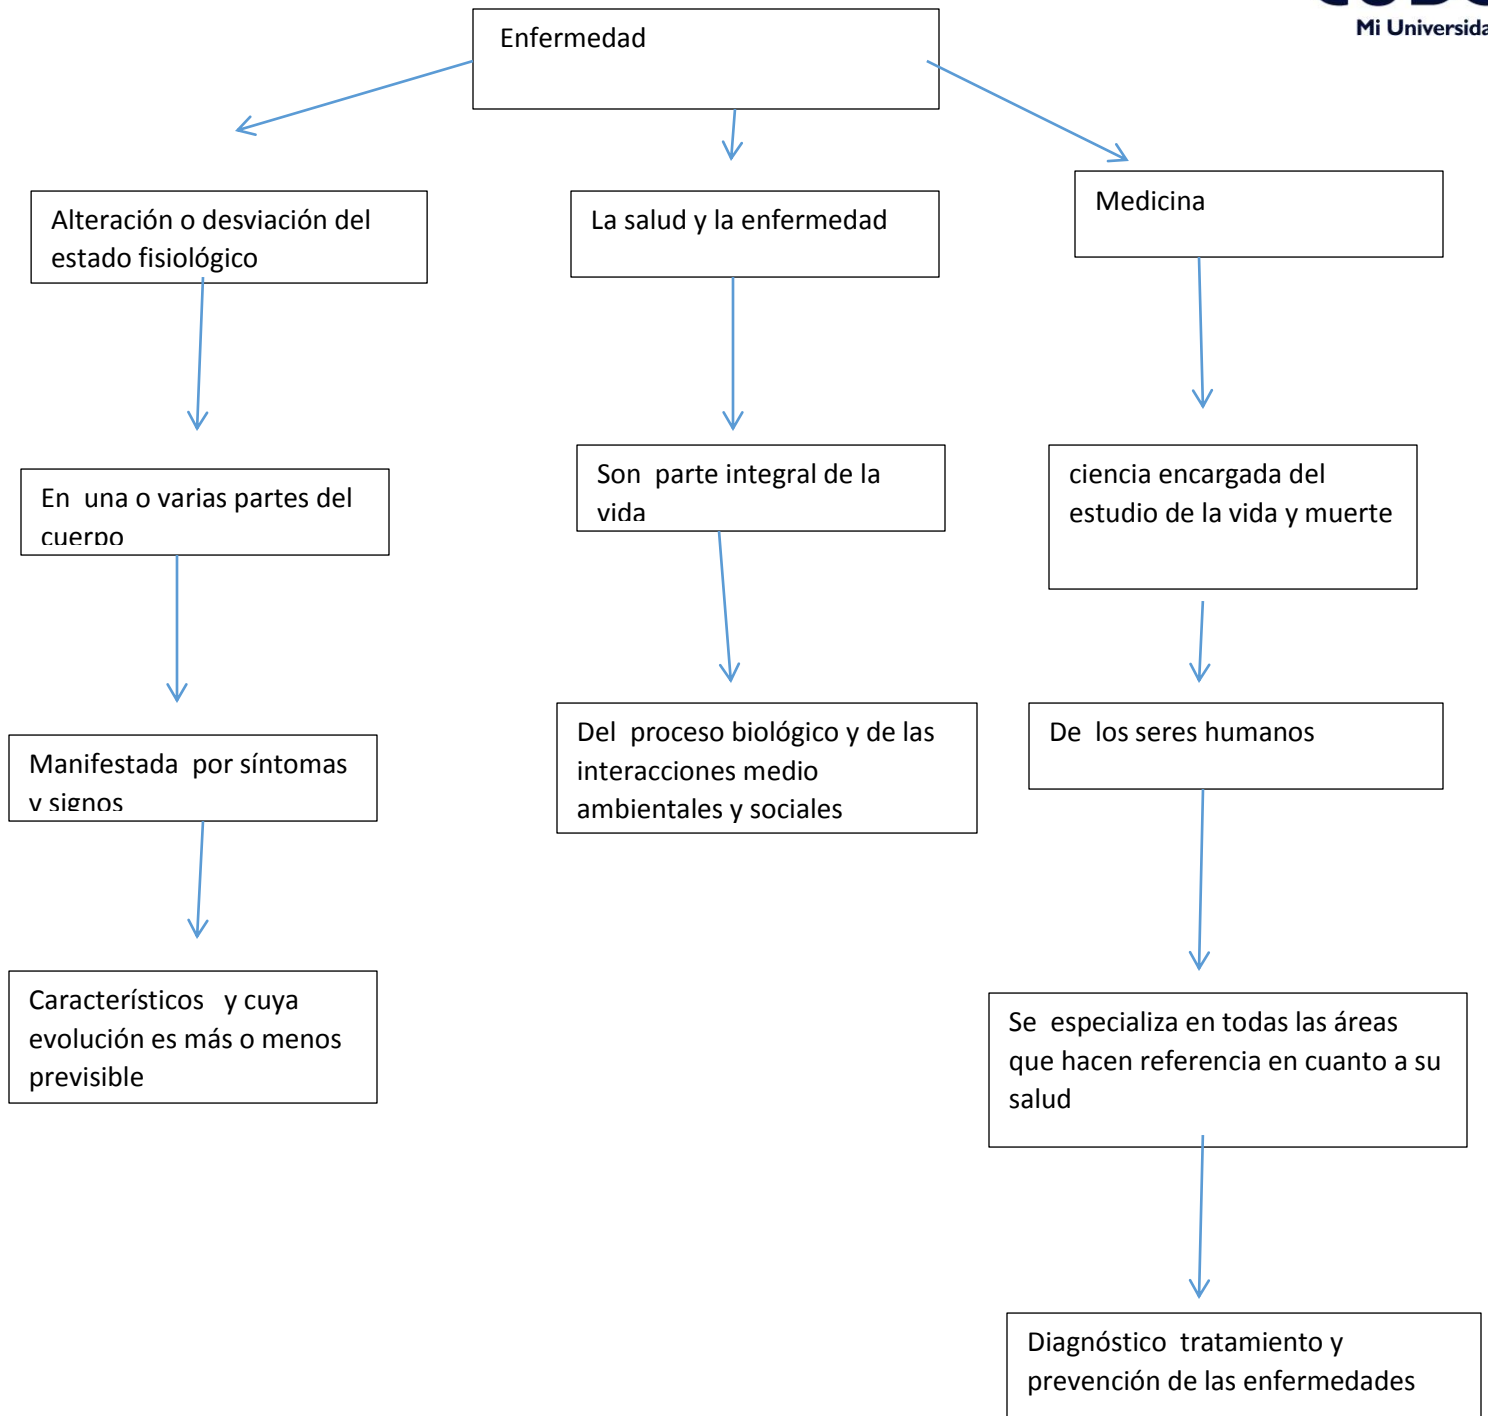 Mi Universida
Enfermedad
Alteración o desviación del
estado fisiológico
La salud y la enfermedad
Medicina
En una o varias partes del
cuerpo
Son parte integral de la
vida
ciencia encargada del
estudio de la vida y muerte
Manifestada por síntomas
y signos
Del proceso biológico y de las
interacciones medio
ambientales y sociales
De los seres humanos
Característicos y cuya
evolución es más o menos
previsible
Se especializa en todas las áreas
que hacen referencia en cuanto a su
salud
Diagnóstico tratamiento y
prevención de las enfermedades